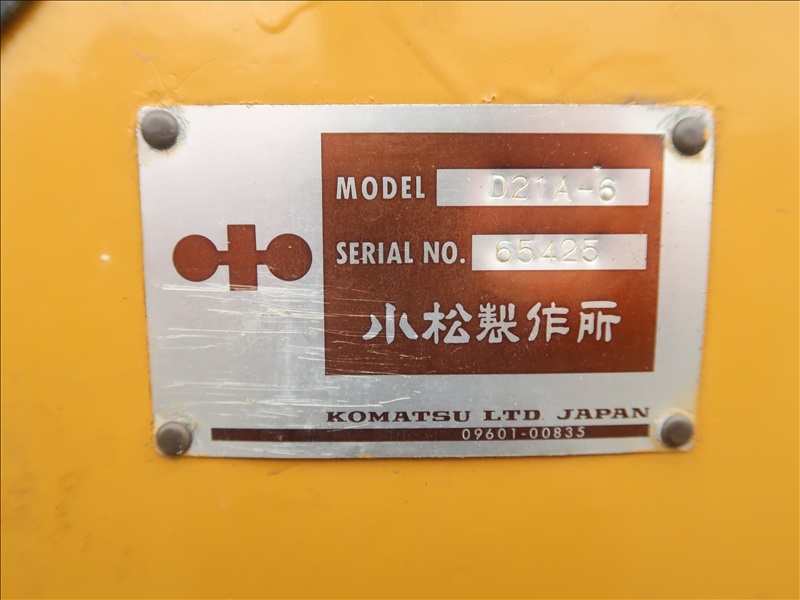 MODEL D21A-6
SERIAL NO. 65425
小松製作所
KOMATSU LTD. JAPAN
09601-00835